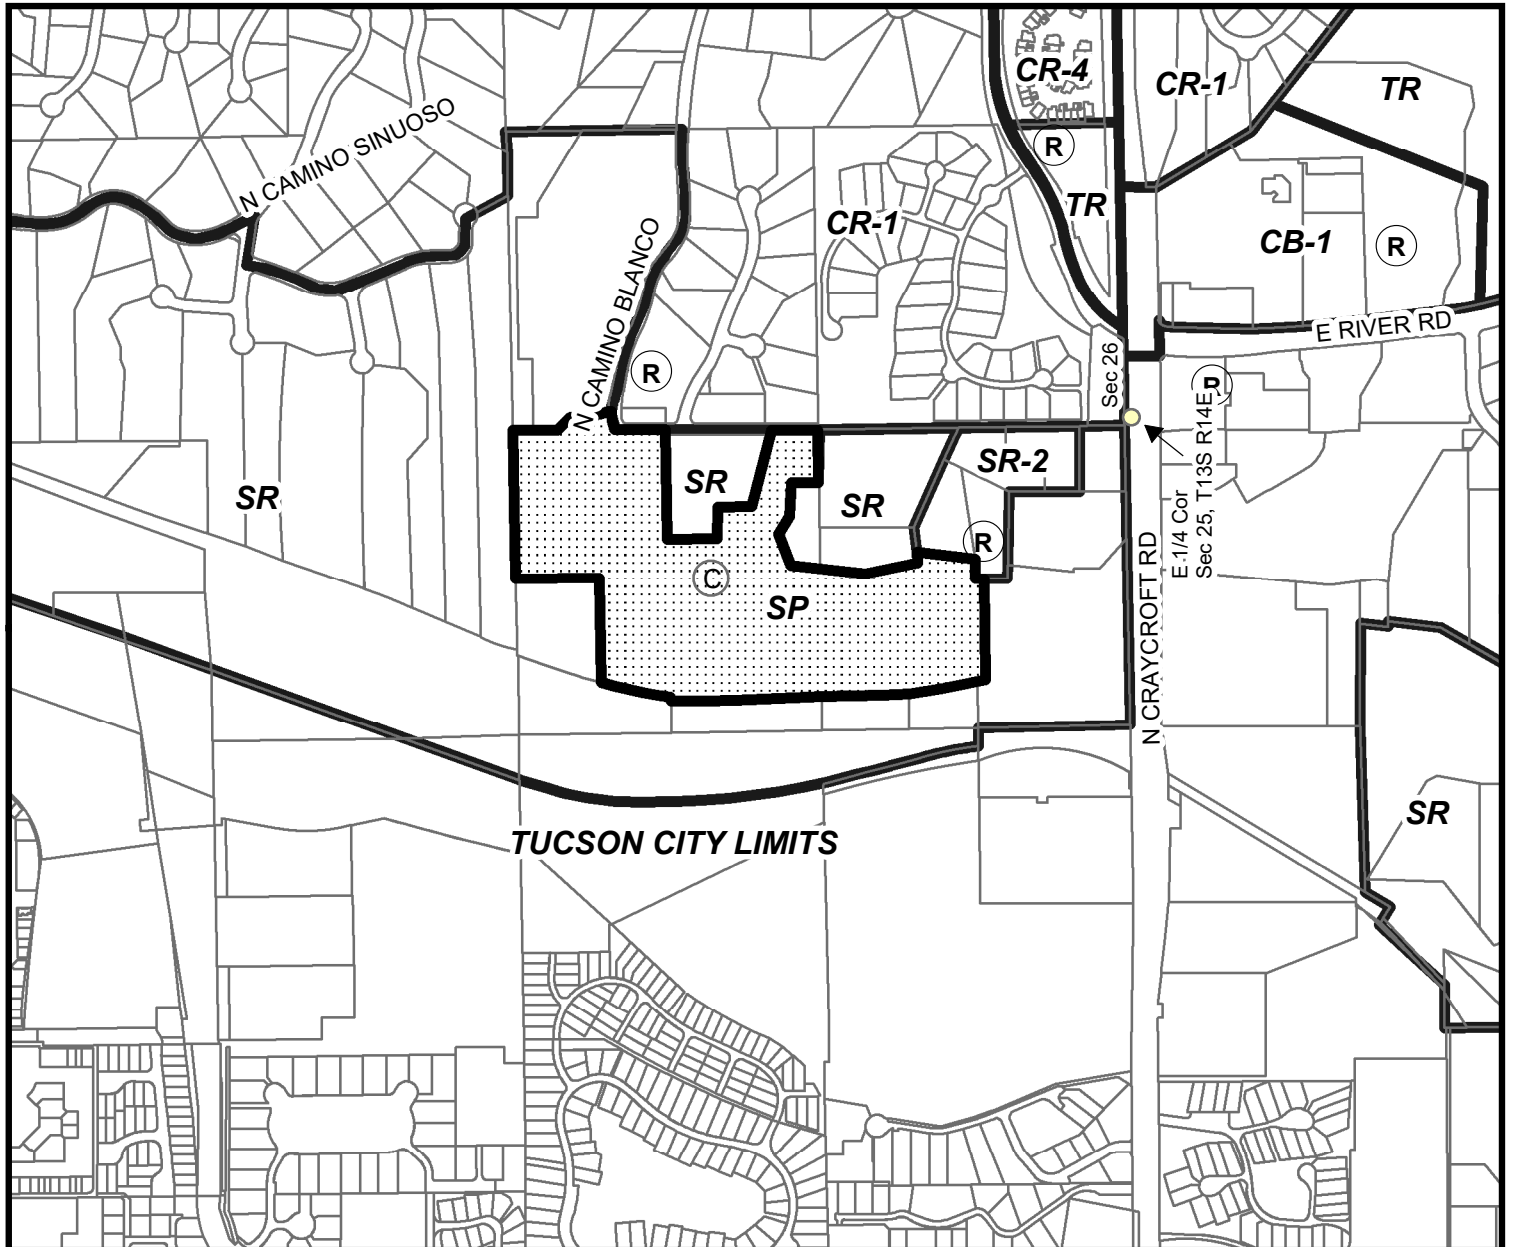 CR-4
CR-1
TR
N CAMINO SINUOSO
R
TR
CR-1
CB-1
R
N CAMINO BLANCO
E RIVER RD
Sec 26
R
R
SR-2
SR
SR
SR
R
E 1/4 Cor
Sec 25, T13S R14E
C
SP
N CRAYCROFT RD
SR
TUCSON CITY LIMITS